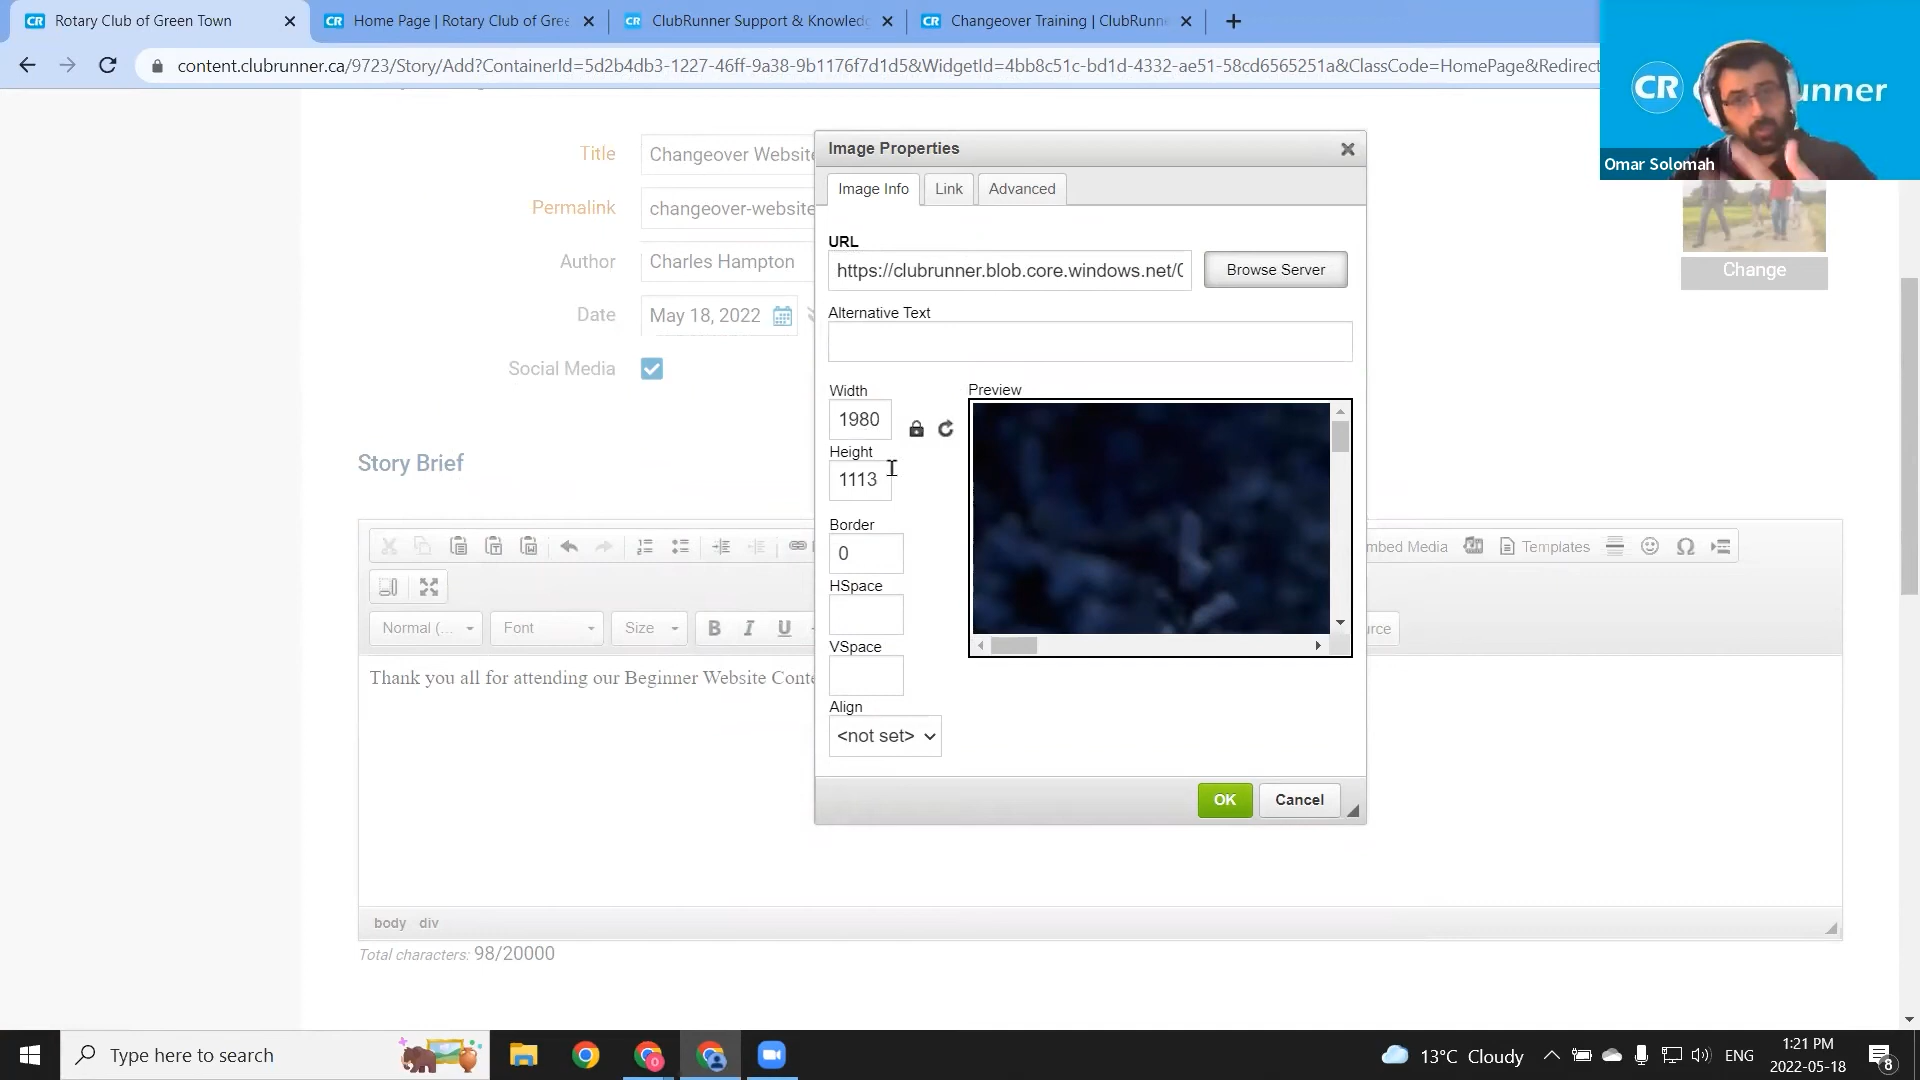 Rotary Club of Green Town
Home Page | Rotary Club of Gree
ClubRunner Support & Knowled
Changeover Training | ClubRunne
content.clubrunner.ca/9723/Story/Add?ContainerId=5d2b4db3-1227-46ff-9a38-9b1176f7d1d5&WidgetId=4bb8c51c-bd1d-4332-ae51-58cd6565251a&ClassCode=HomePage&Redirect
CR unner
Omar Solomah
Change
Title
Changeover Website
Permalink
changeover-website
Author
Charles Hampton
Date
May 18, 2022
Social Media
Story Brief
Image Properties
Image Info
Link
Advanced
URL
https://clubrunner.blob.core.windows.net/0
Browse Server
Alternative Text
Width
1980
Height
1113
Border
0
HSpace
VSpace
Align
<not set>
Preview
OK
Cancel
mbed Media
Templates
Normal (...
Font
Size
B I U
rce
Thank you all for attending our Beginner Website Conte
body div
Total characters: 98/20000
Type here to search
13°C Cloudy
ENG
1:21 PM
2022-05-18
8